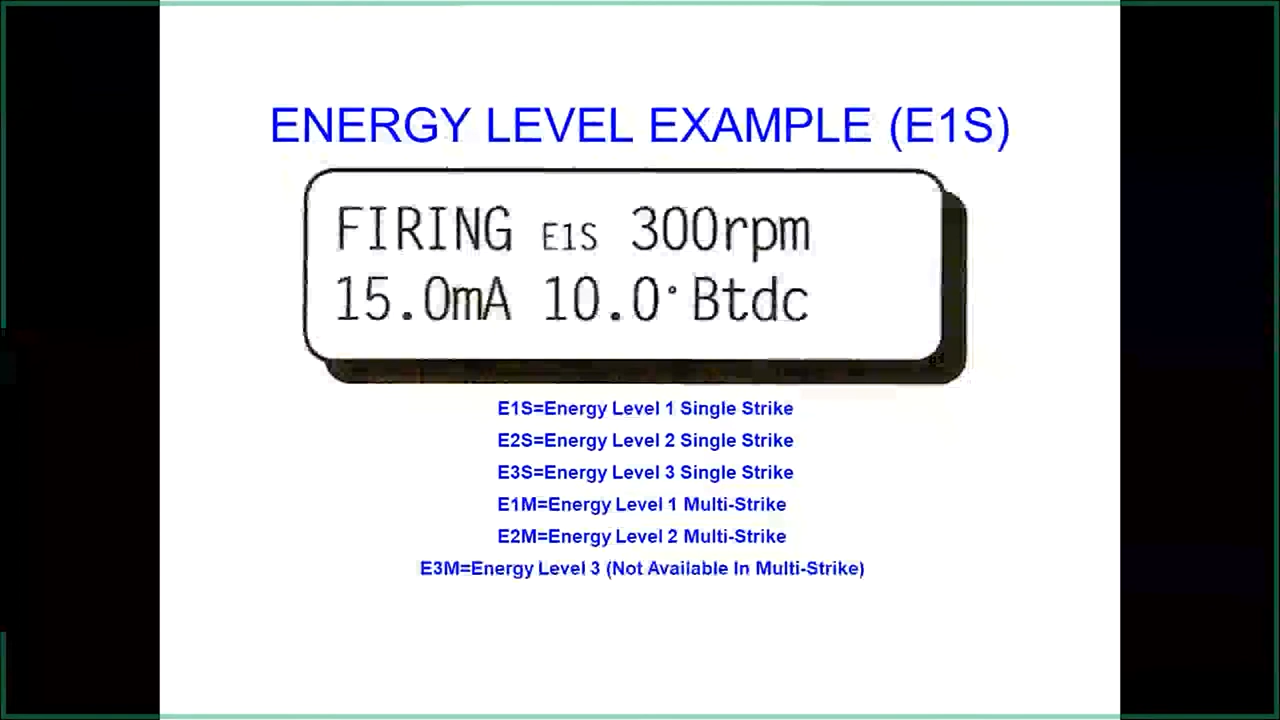 ENERGY LEVEL EXAMPLE (E1S)
FIRING E1S 300rpm
15.0mA 10.0°Btdc
E1S=Energy Level 1 Single Strike
E2S=Energy Level 2 Single Strike
E3S=Energy Level 3 Single Strike
E1M=Energy Level 1 Multi-Strike
E2M=Energy Level 2 Multi-Strike
E3M=Energy Level 3 (Not Available In Multi-Strike)